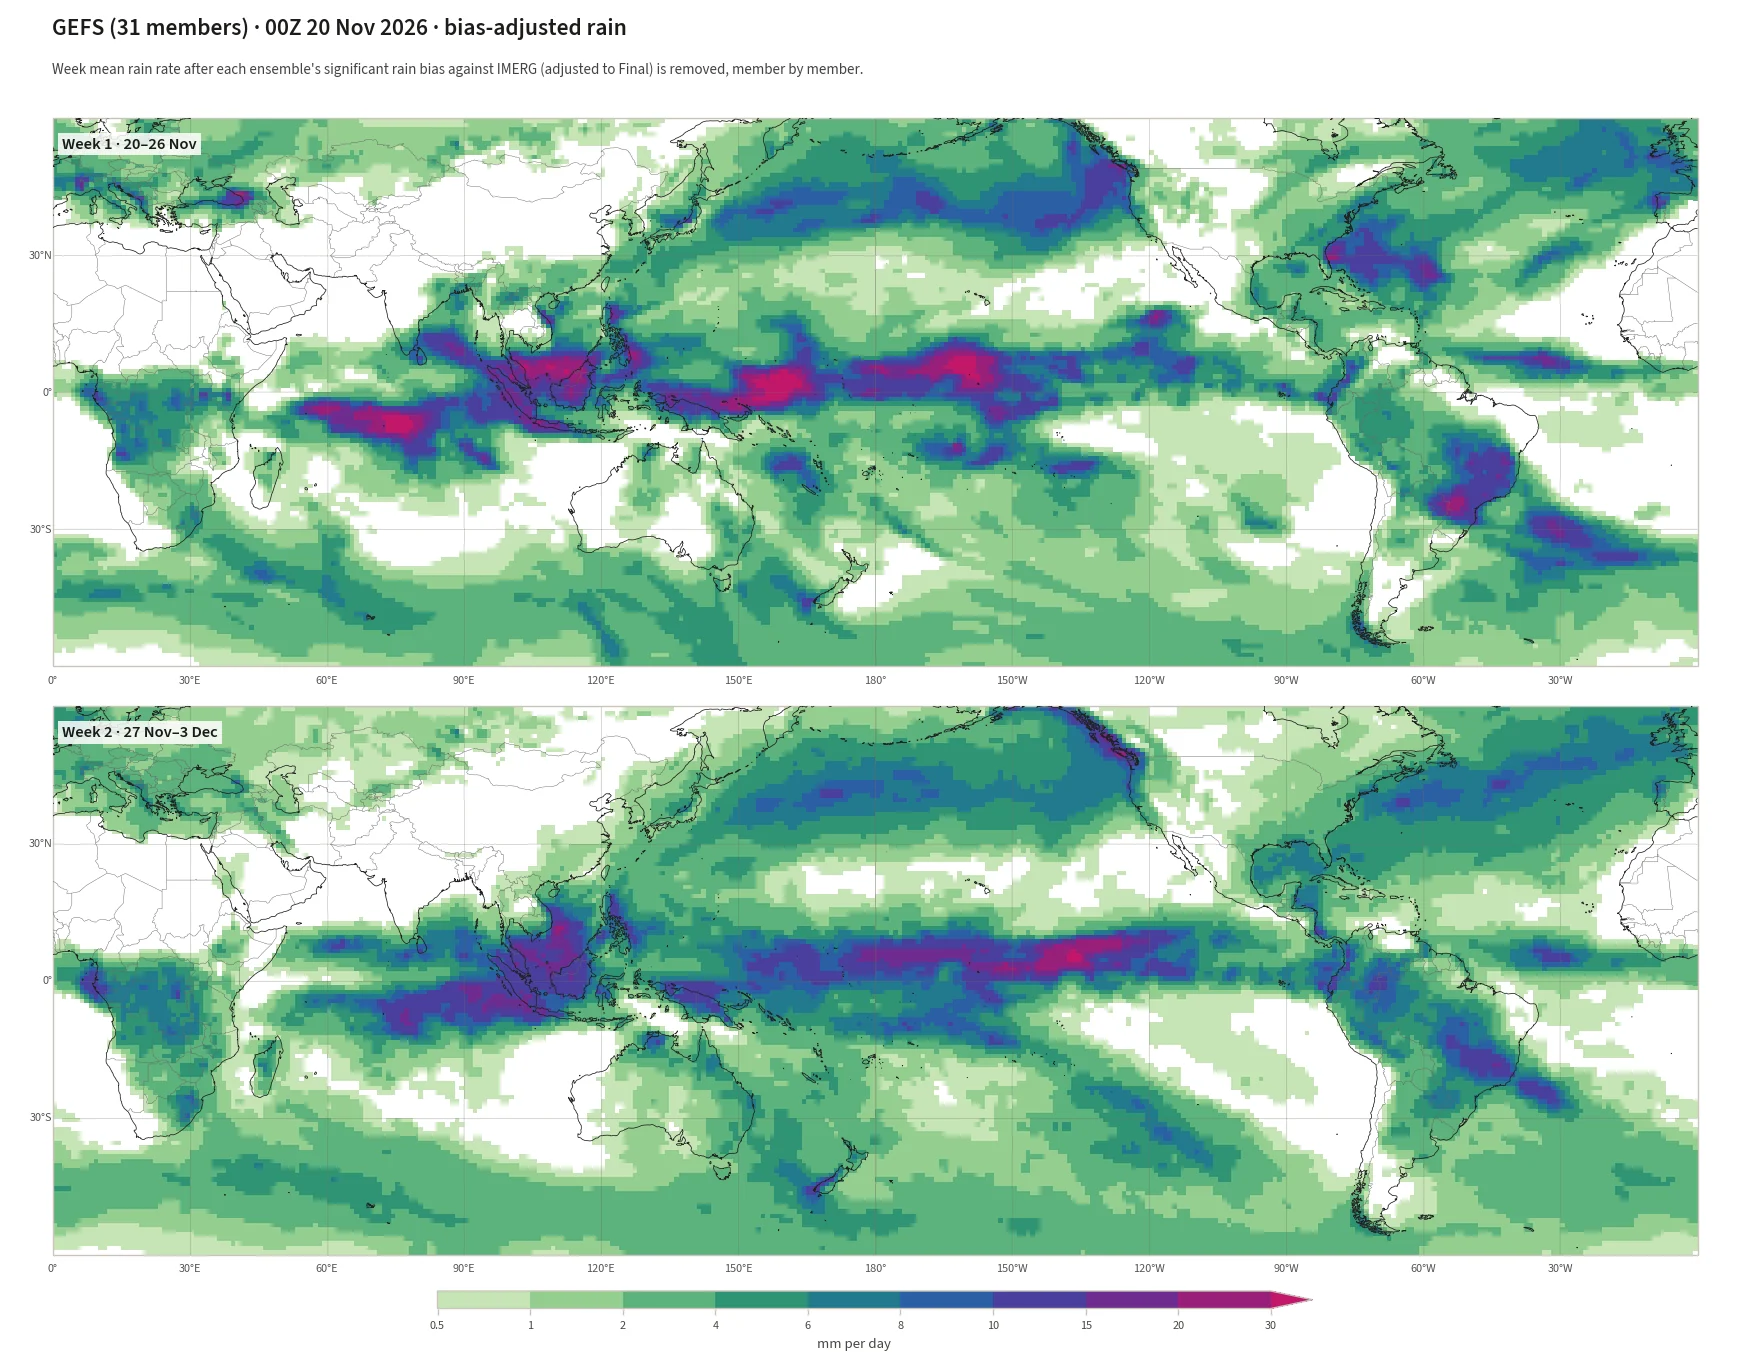 GEFS (31 members) · 00Z 20 Nov 2026 · bias-adjusted rain
Week mean rain rate after each ensemble's significant rain bias against IMERG (adjusted to Final) is removed, member by member.
Week 1 · 20–26 Nov
30°N
0°
30°S
0° 30°E 60°E 90°E 120°E 150°E 180° 150°W 120°W 90°W 60°W 30°W
Week 2 · 27 Nov–3 Dec
30°N
0°
30°S
0° 30°E 60°E 90°E 120°E 150°E 180° 150°W 120°W 90°W 60°W 30°W
0.5 1 2 4 6 8 10 15 20 30
mm per day